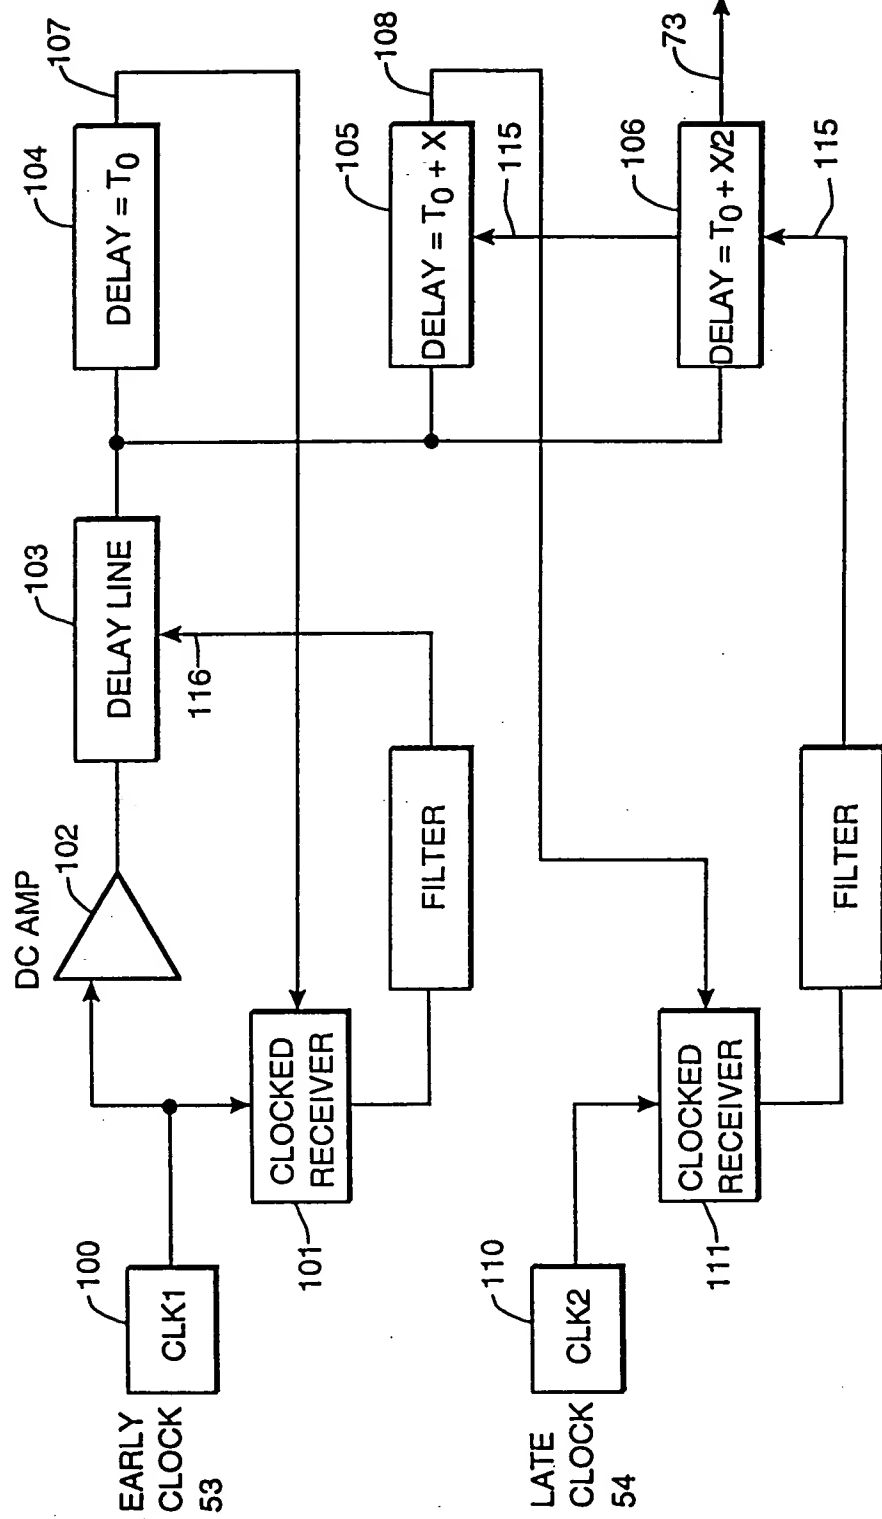 EARLY
CLOCK
53
100
CLK1
DC AMP
102
103
DELAY LINE
104
DELAY = T₀
107
116
101
CLOCKED
RECEIVER
FILTER
105
DELAY = T₀ + X
108
115
LATE
CLOCK
54
110
CLK2
111
CLOCKED
RECEIVER
FILTER
106
DELAY = T₀ + X/2
73
115